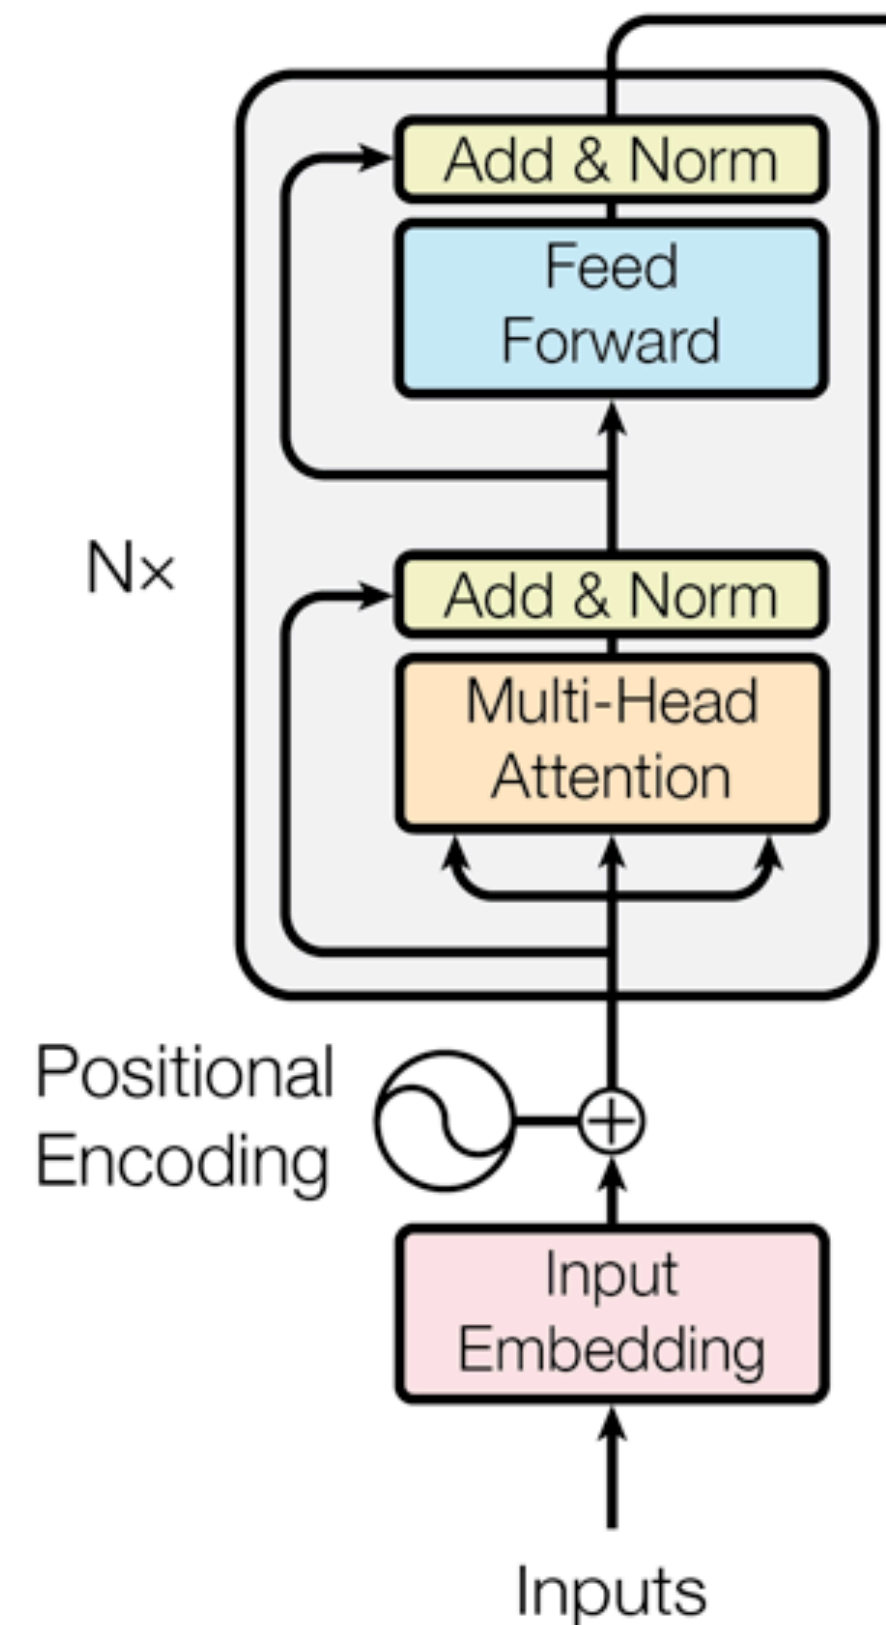 Add & Norm
Feed
Forward
Nx
Add & Norm
Multi-Head
Attention
Positional
Encoding
Input
Embedding
Inputs